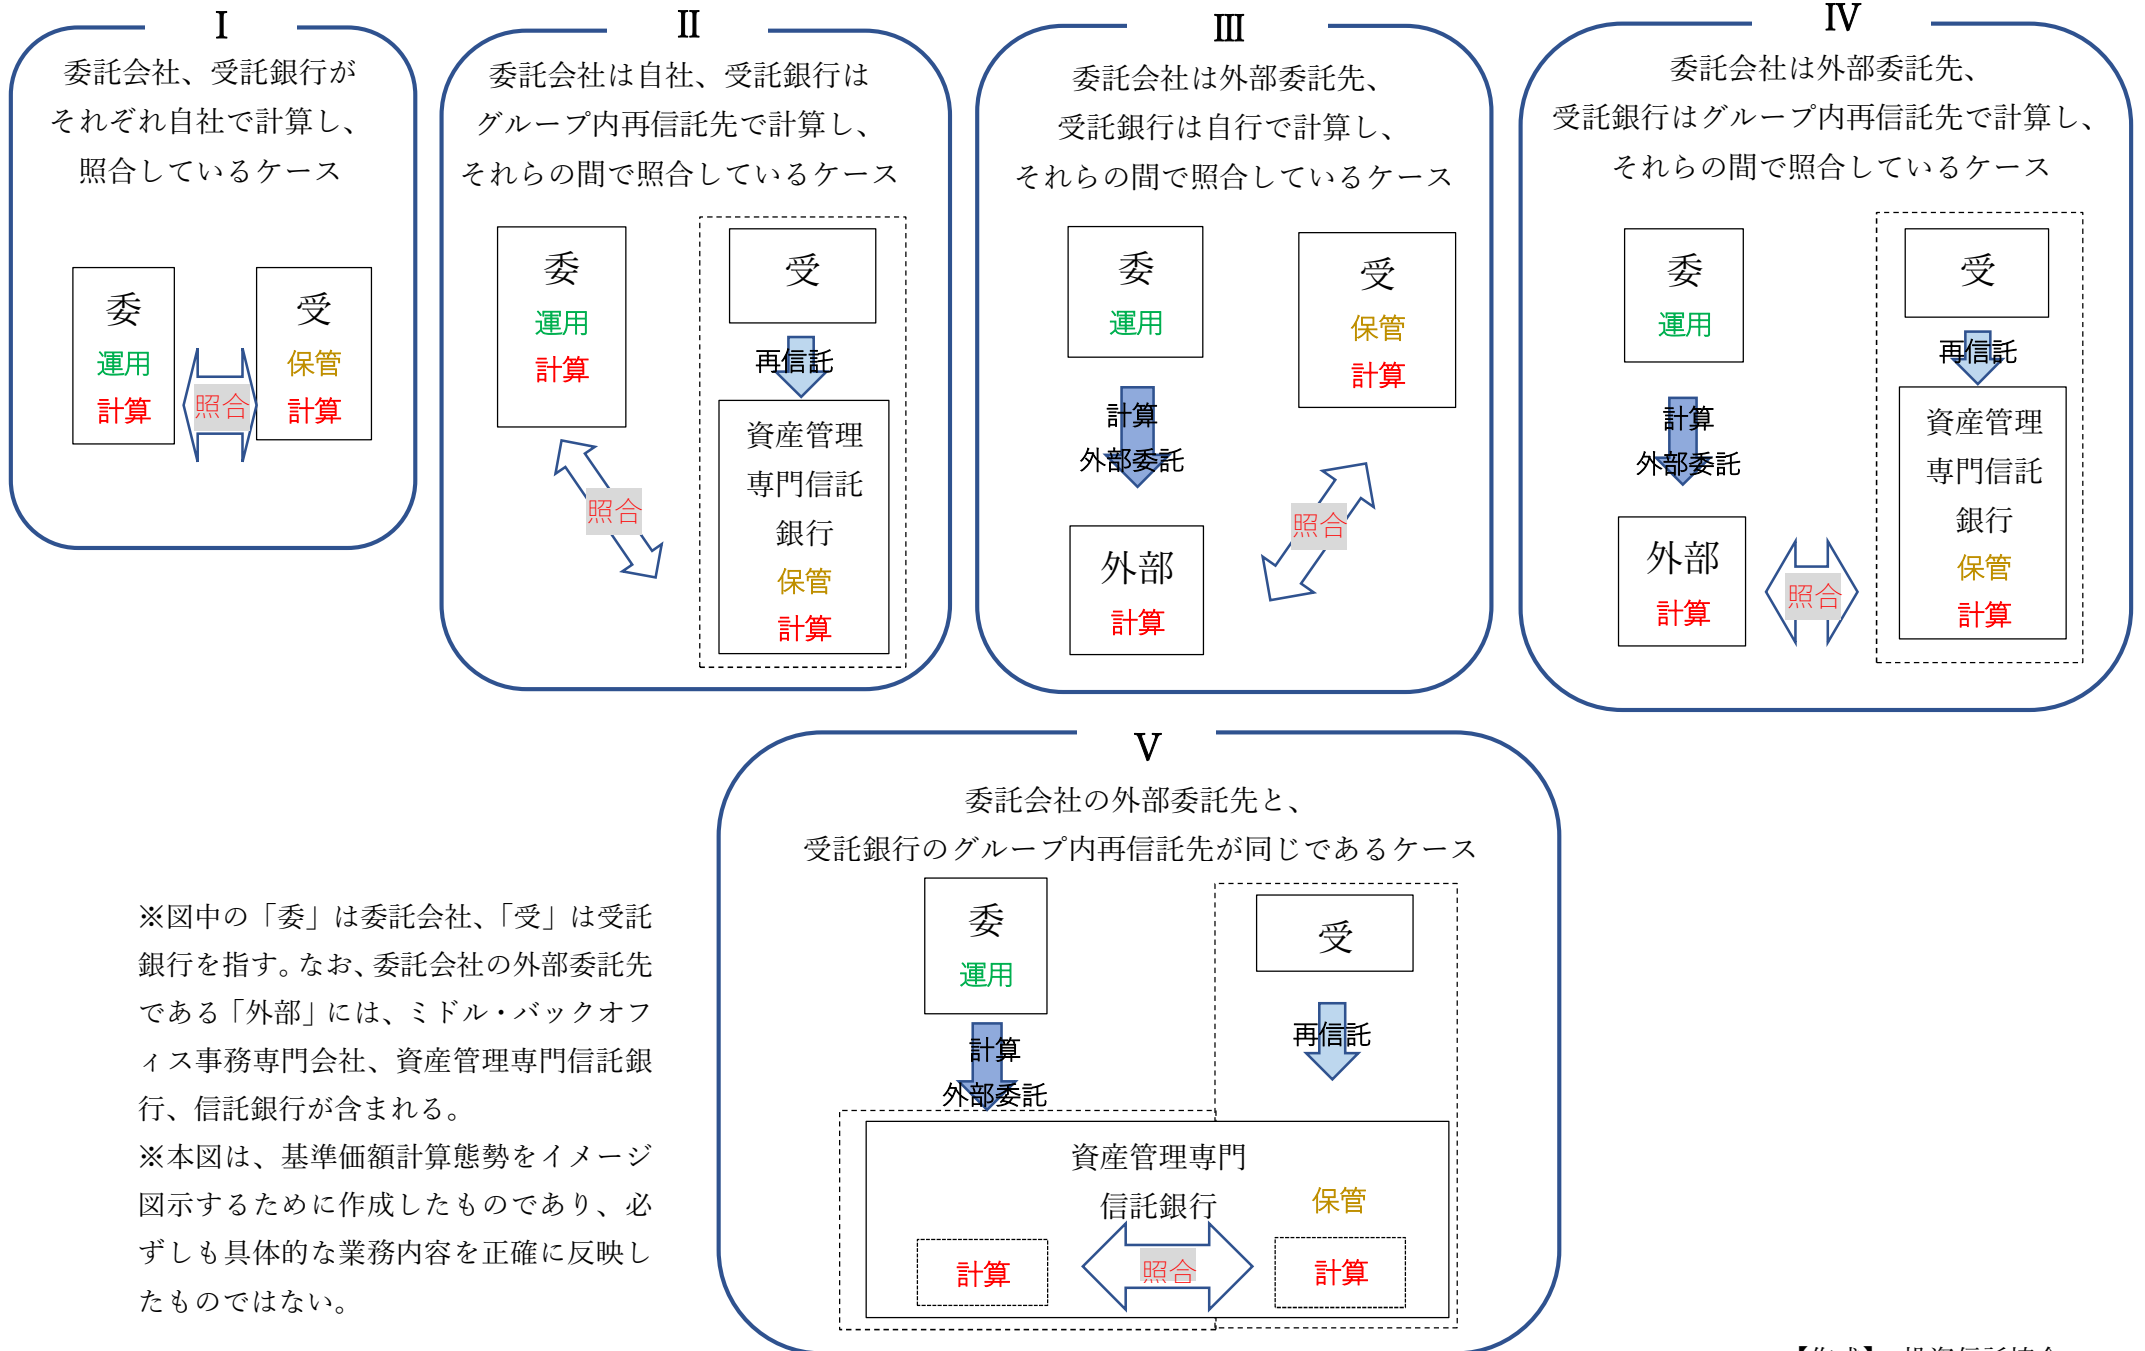 Ⅰ
委託会社、受託銀行が
それぞれ自社で計算し、
照合しているケース
委
運用
計算
照合
受
保管
計算
Ⅱ
委託会社は自社、受託銀行は
グループ内再信託先で計算し、
それらの間で照合しているケース
委
運用
計算
照合
受
再信託
資産管理
専門信託
銀行
保管
計算
Ⅲ
委託会社は外部委託先、
受託銀行は自行で計算し、
それらの間で照合しているケース
委
運用
計算
外部委託
外部
計算
照合
受
保管
計算
Ⅳ
委託会社は外部委託先、
受託銀行はグループ内再信託先で計算し、
それらの間で照合しているケース
委
運用
計算
外部委託
外部
計算
照合
受
再信託
資産管理
専門信託
銀行
保管
計算
Ⅴ
委託会社の外部委託先と、
受託銀行のグループ内再信託先が同じであるケース
委
運用
計算
外部委託
受
再信託
資産管理専門
信託銀行
保管
計算
照合
計算
※図中の「委」は委託会社、「受」は受託
銀行を指す。なお、委託会社の外部委託先
である「外部」には、ミドル・バックオフ
ィス事務専門会社、資産管理専門信託銀
行、信託銀行が含まれる。
※本図は、基準価額計算態勢をイメージ
図示するために作成したものであり、必
ずしも具体的な業務内容を正確に反映し
たものではない。
【作成】 投資信託協会